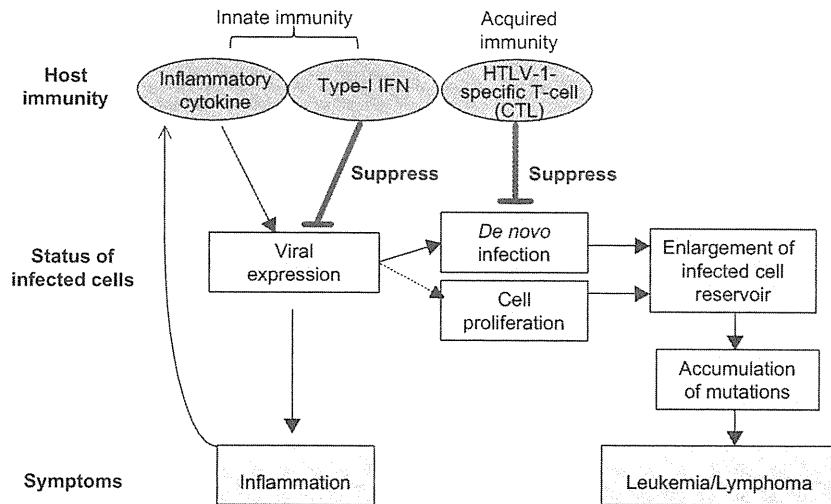 Innate immunity
Acquired
immunity
Host
immunity
Inflammatory
cytokine
Type-I IFN
HTLV-1-
specific T-cell
(CTL)
Suppress
Suppress
Status of
infected cells
Viral
expression
De novo
infection
Cell
proliferation
Enlargement of
infected cell
reservoir
Accumulation
of mutations
Symptoms
Inflammation
Leukemia/Lymphoma